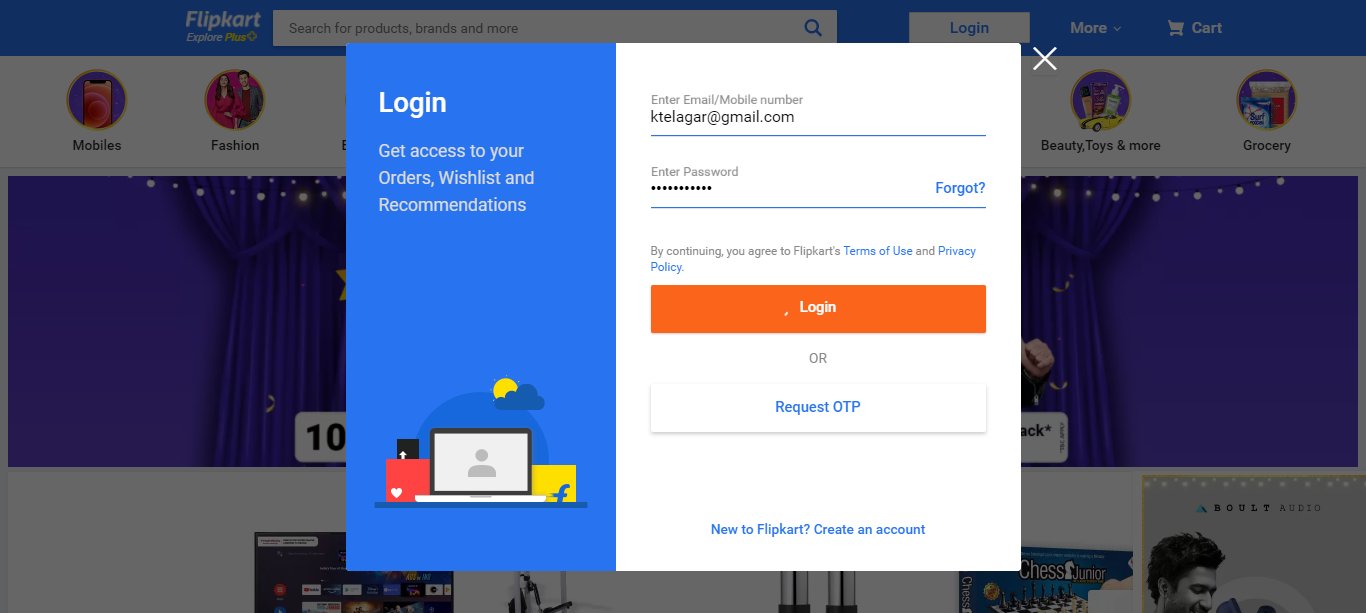 Flipkart
Explore Plus
Search for products, brands and more
Login
More
Cart
Mobiles
Fashion
E
Beauty,Toys & more
Grocery
Login
Get access to your
Orders, Wishlist and
Recommendations
Enter Email/Mobile number
ktelagar@gmail.com
Enter Password
•••••••••••
Forgot?
By continuing, you agree to Flipkart's Terms of Use and Privacy
Policy.
Login
OR
Request OTP
New to Flipkart? Create an account
10
ack*
BOULT AUDIO
Chess Junior
Chess
Surf